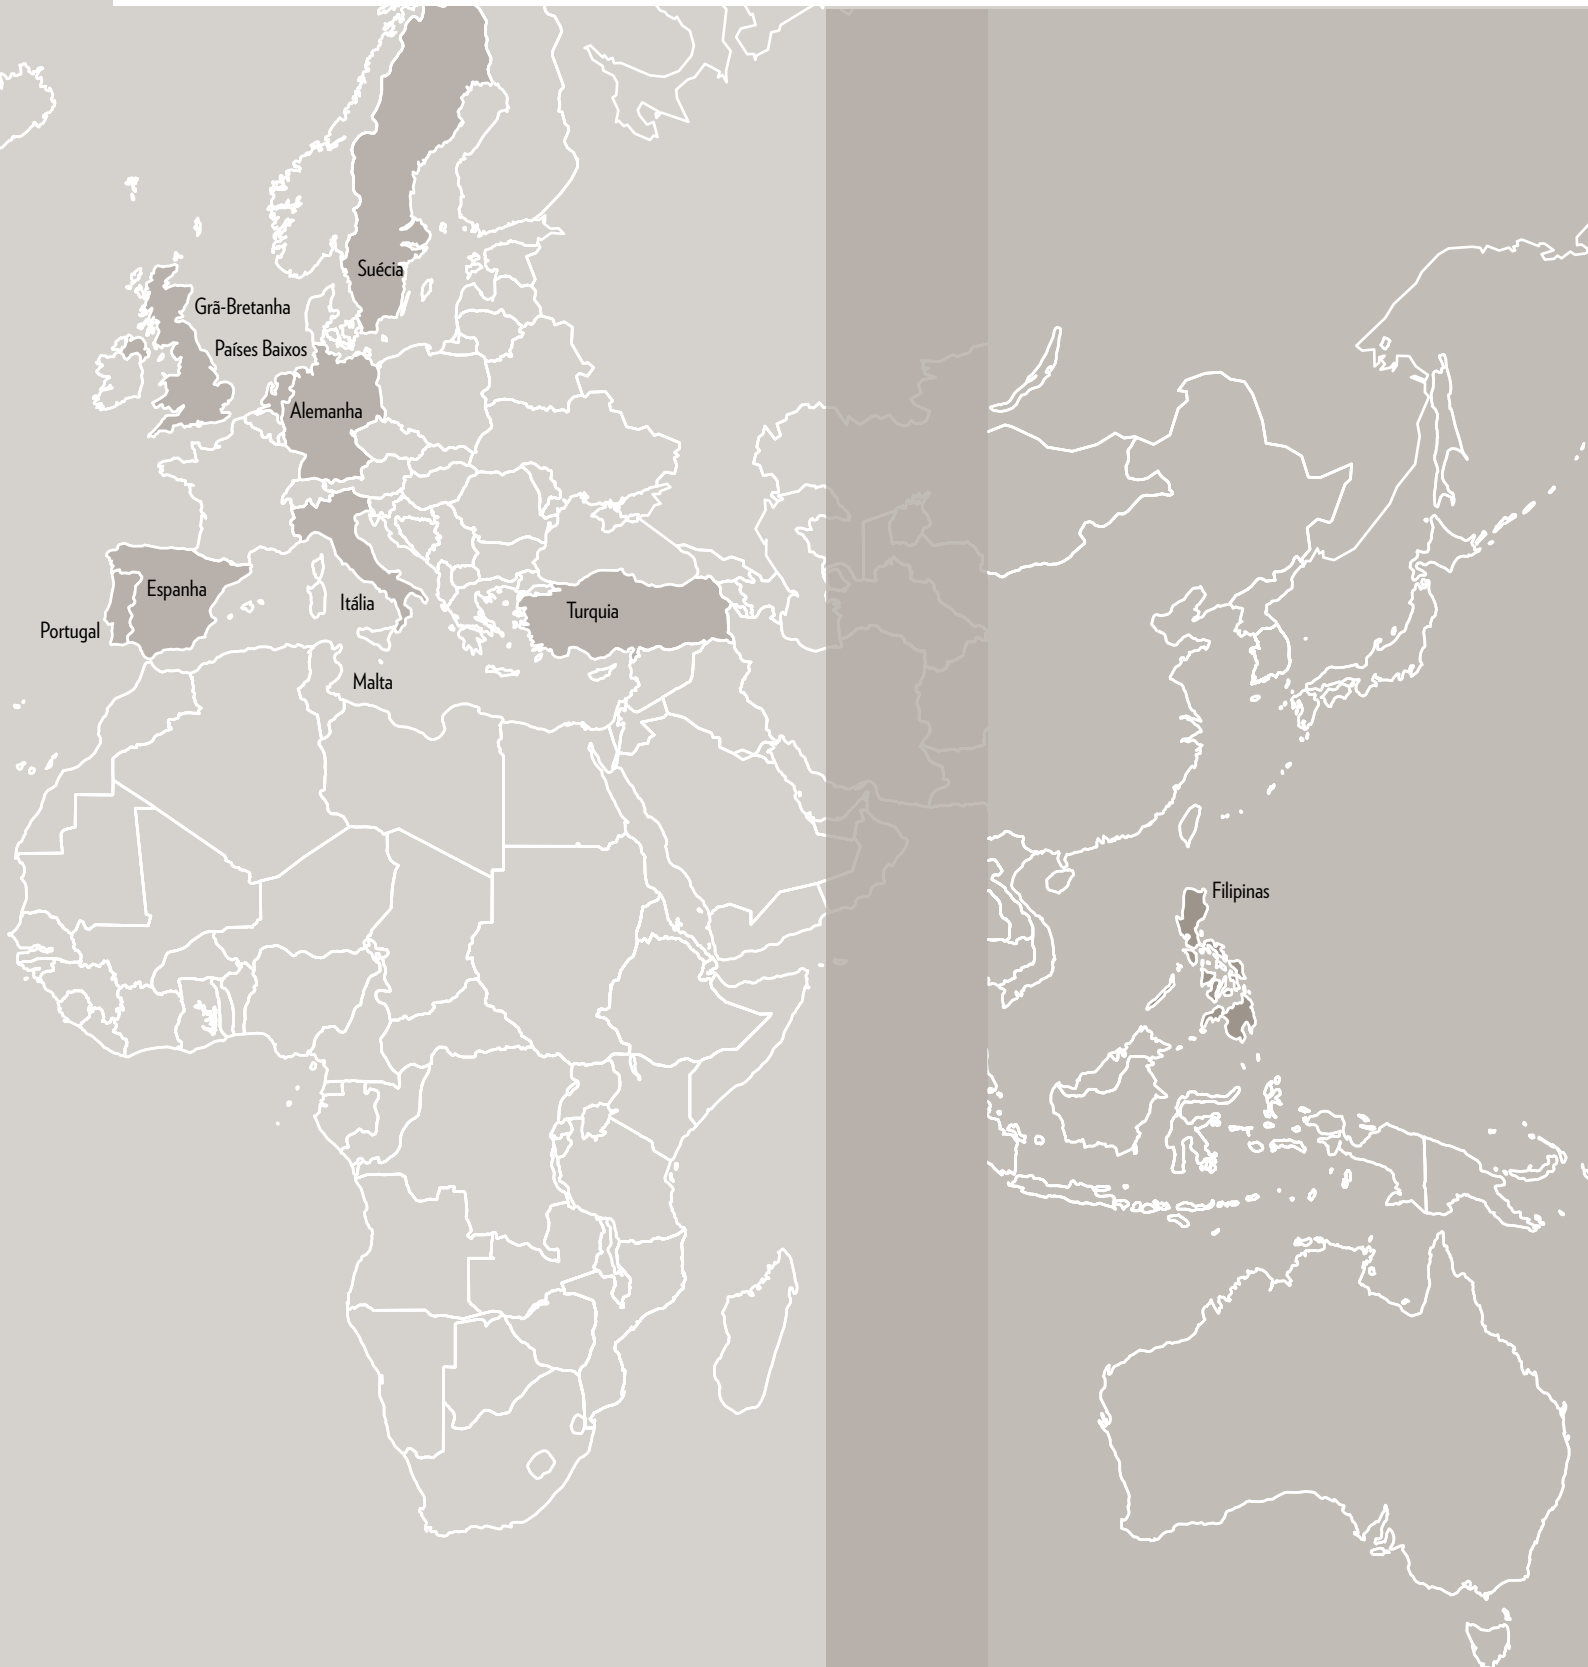 Suécia
Grã-Bretanha
Países Baixos
Alemanha
Espanha
Itália
Turquia
Portugal
Malta
Filipinas